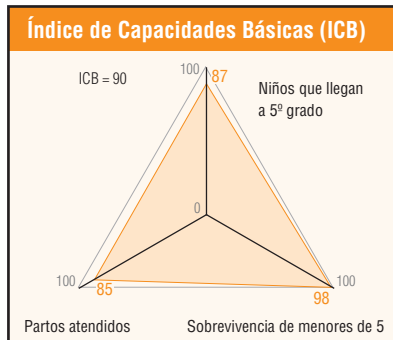 Índice de Capacidades Básicas (ICB)
ICB = 90
100
87
Niños que llegan
a 5º grado
0
100
85
100
98
Partos atendidos
Sobrevivencia de menores de 5